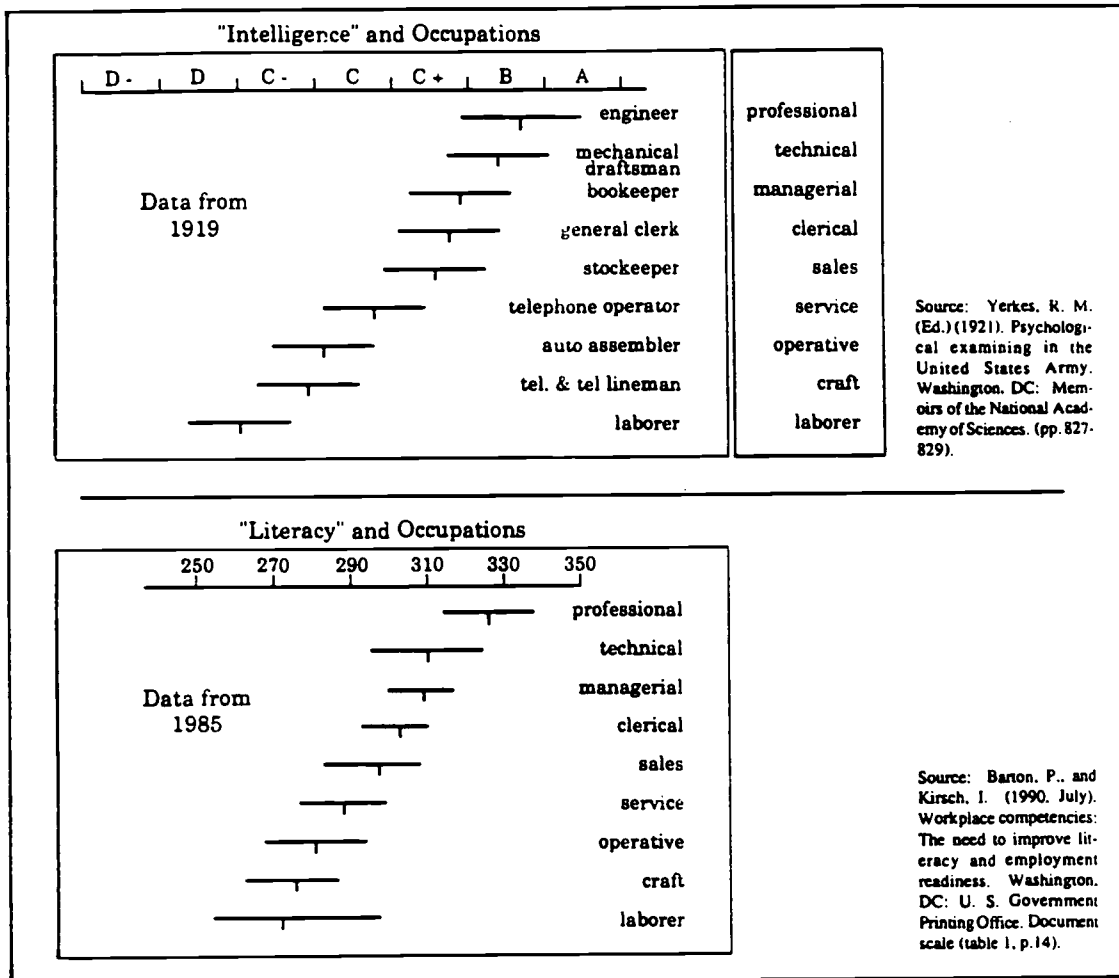 "Intelligence" and Occupations
D - D C - C C + B A
engineer
mechanical
draftsman
bookeeper
general clerk
stockeeper
telephone operator
auto assembler
tel. & tel lineman
laborer
Data from
1919
professional
technical
managerial
clerical
sales
service
operative
craft
laborer
Source: Yerkes, R. M.
(Ed.) (1921). Psychologi-
cal examining in the
United States Army.
Washington, DC: Mem-
oirs of the National Acad-
emy of Sciences. (pp. 827-
829).
"Literacy" and Occupations
250 270 290 310 330 350
professional
technical
managerial
clerical
sales
service
operative
craft
laborer
Data from
1985
Source: Barton, P., and
Kirsch, I. (1990, July).
Workplace competencies:
The need to improve lit-
eracy and employment
readiness. Washington,
DC: U. S. Government
Printing Office. Document
scale (table 1, p.14).